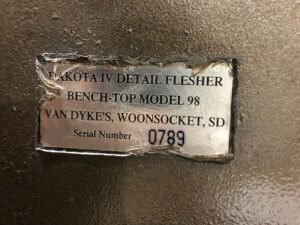 DAKOTA IV DETAIL FLESHER
BENCH-TOP MODEL 98
VAN DYKE'S, WOONSOCKET, SD
Serial Number 0789